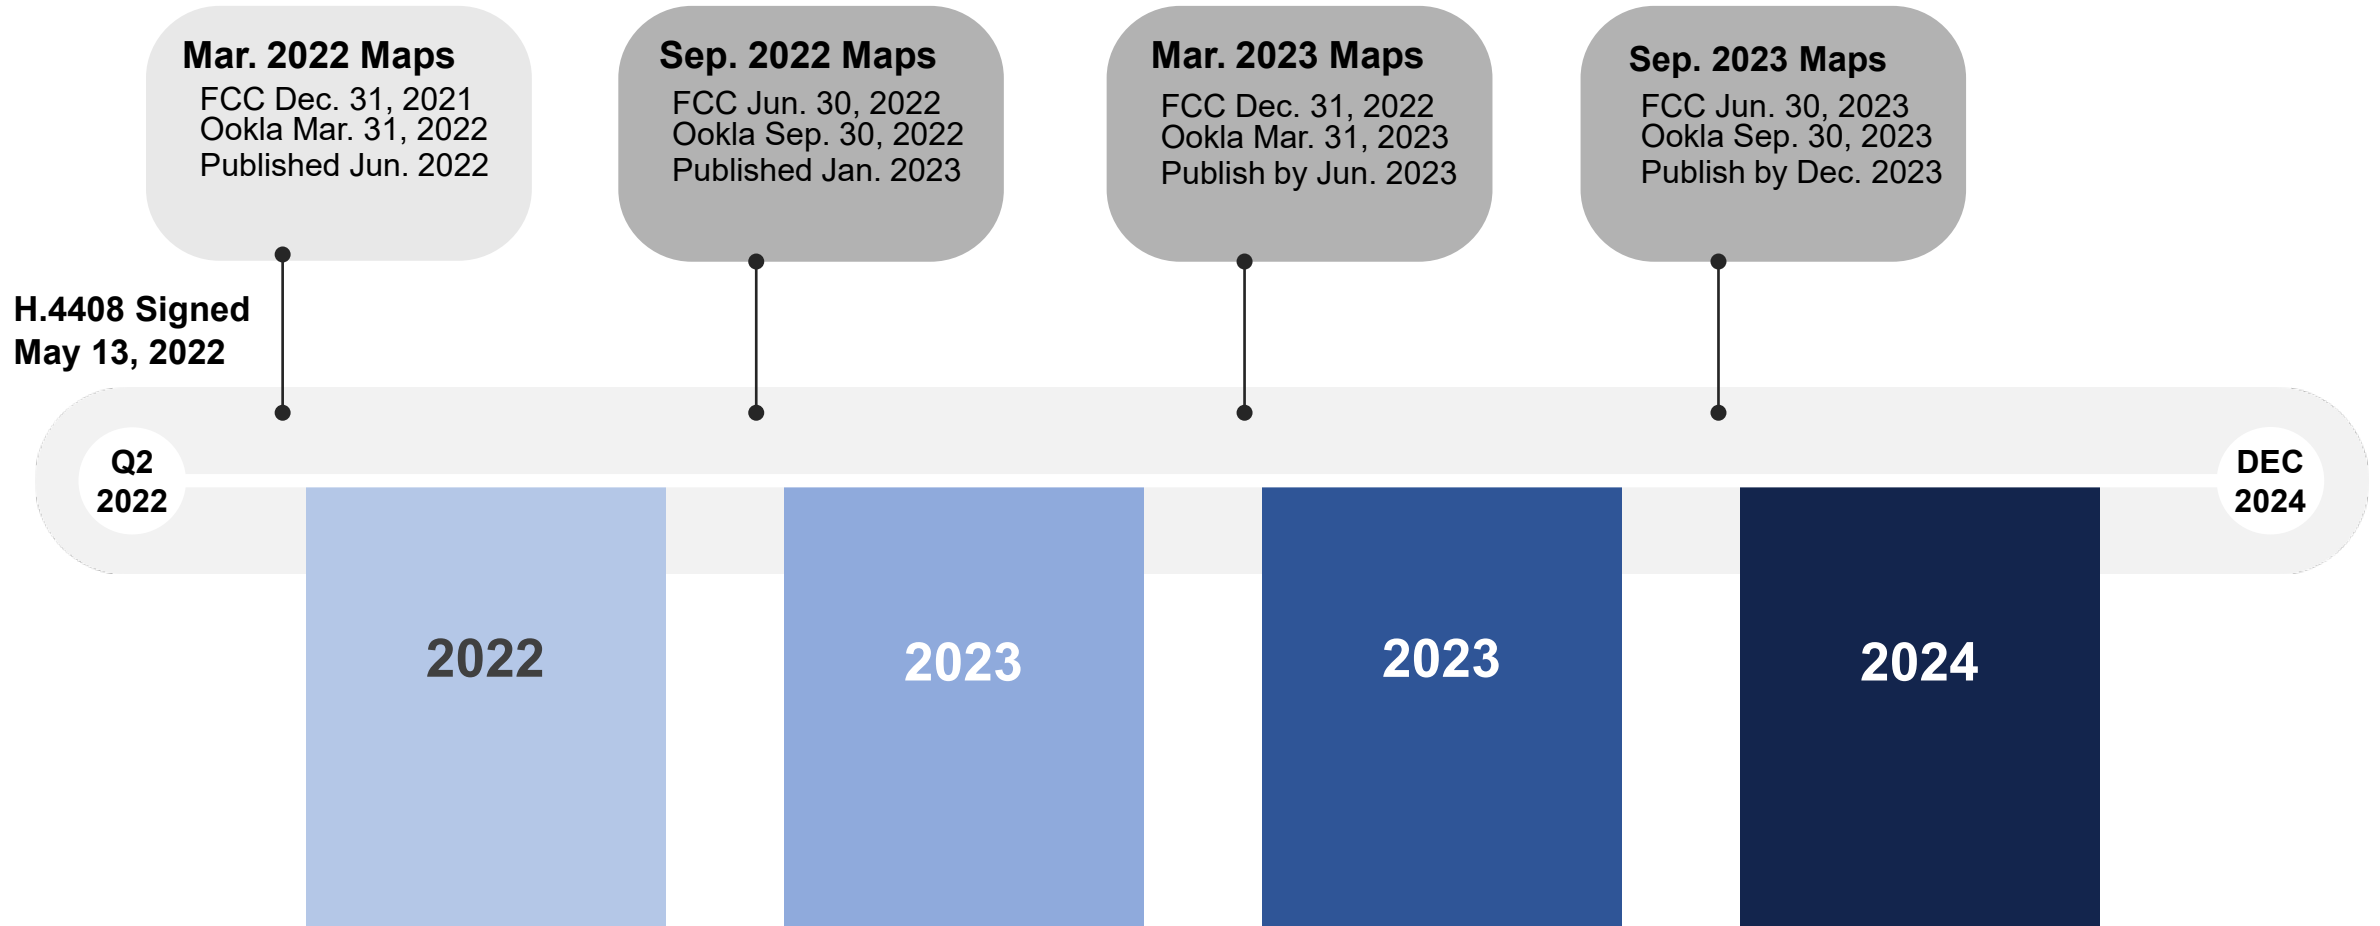 Mar. 2022 Maps
FCC Dec. 31, 2021
Ookla Mar. 31, 2022
Published Jun. 2022
Sep. 2022 Maps
FCC Jun. 30, 2022
Ookla Sep. 30, 2022
Published Jan. 2023
Mar. 2023 Maps
FCC Dec. 31, 2022
Ookla Mar. 31, 2023
Publish by Jun. 2023
Sep. 2023 Maps
FCC Jun. 30, 2023
Ookla Sep. 30, 2023
Publish by Dec. 2023
H.4408 Signed
May 13, 2022
Q2
2022
DEC
2024
2022
2023
2023
2024